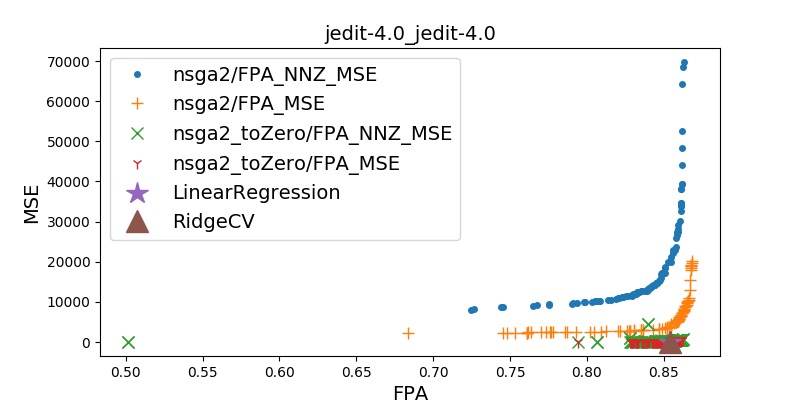 jedit-4.0_jedit-4.0
70000
60000
50000
40000
30000
20000
10000
0
MSE
nsga2/FPA_NNZ_MSE
nsga2/FPA_MSE
nsga2_toZero/FPA_NNZ_MSE
nsga2_toZero/FPA_MSE
LinearRegression
RidgeCV
0.50 0.55 0.60 0.65 0.70 0.75 0.80 0.85
FPA